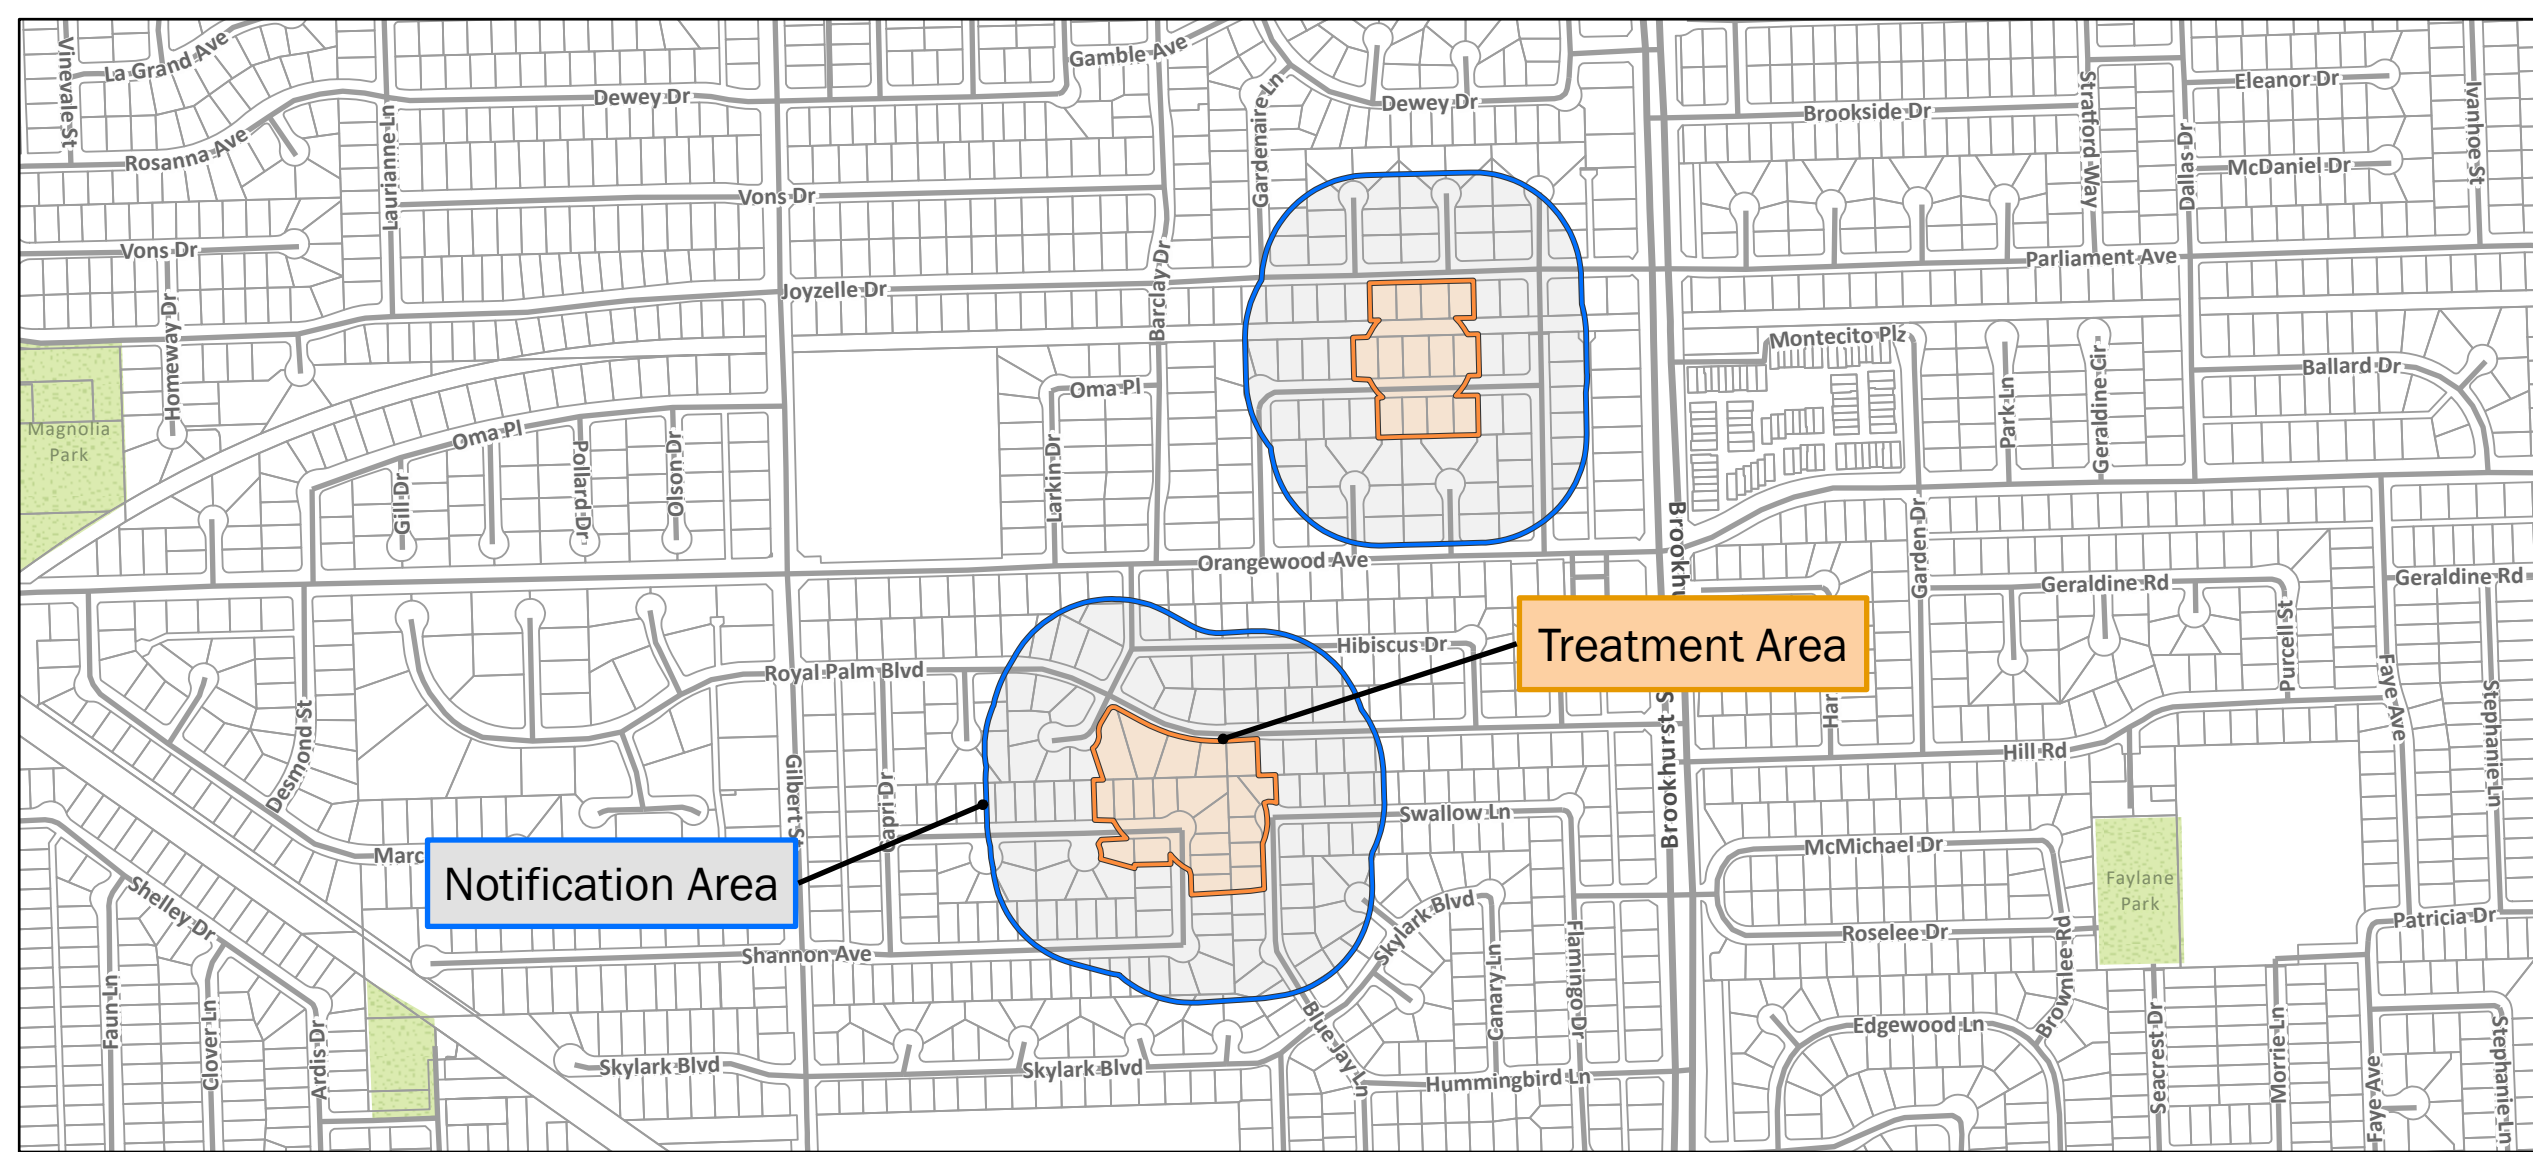 Vinevale St
La Grand Ave
Gamble Ave
Dewey Dr
Dewey Dr
Gardenaire Ln
Brookside Dr
Stratford Way
Eleanor Dr
Ivanhoe St
Laurianne Ln
Rosanna Ave
Vons Dr
Dallas Dr
McDaniel Dr
Vons Dr
Barclay Dr
Parliament Ave
Joyzelle Dr
Homeway Dr
Montecito Plz
Oma Pl
Park Ln
Geraldine Cir
Ballard Dr
Magnolia
Park
Oma Pl
Gill Dr
Pollard Dr
Olson Dr
Larkin Dr
Brookhu
Garden Dr
Orangewood Ave
Geraldine Rd
Geraldine Rd
Purcell St
Treatment Area
Hibiscus Dr
Royal Palm Blvd
Desmond St
Har
Faye Ave
Stephanie Ln
Hill Rd
Gilbert S
apri Dr
Brookhurst S
Swallow Ln
Marc
McMichael Dr
Notification Area
Shelley Dr
Skylark Blvd
Faylane
Park
Patricia Dr
Roselee Dr
Shannon Ave
Flamingo Dr
Canary Ln
Brownlee Rd
Faun Ln
Clover Ln
Ardis Dr
Blue Jay Ln
Edgewood Ln
Seacrest Dr
Morrie Ln
Faye Ave
Stephanie Ln
Skylark Blvd
Skylark Blvd
Hummingbird Ln